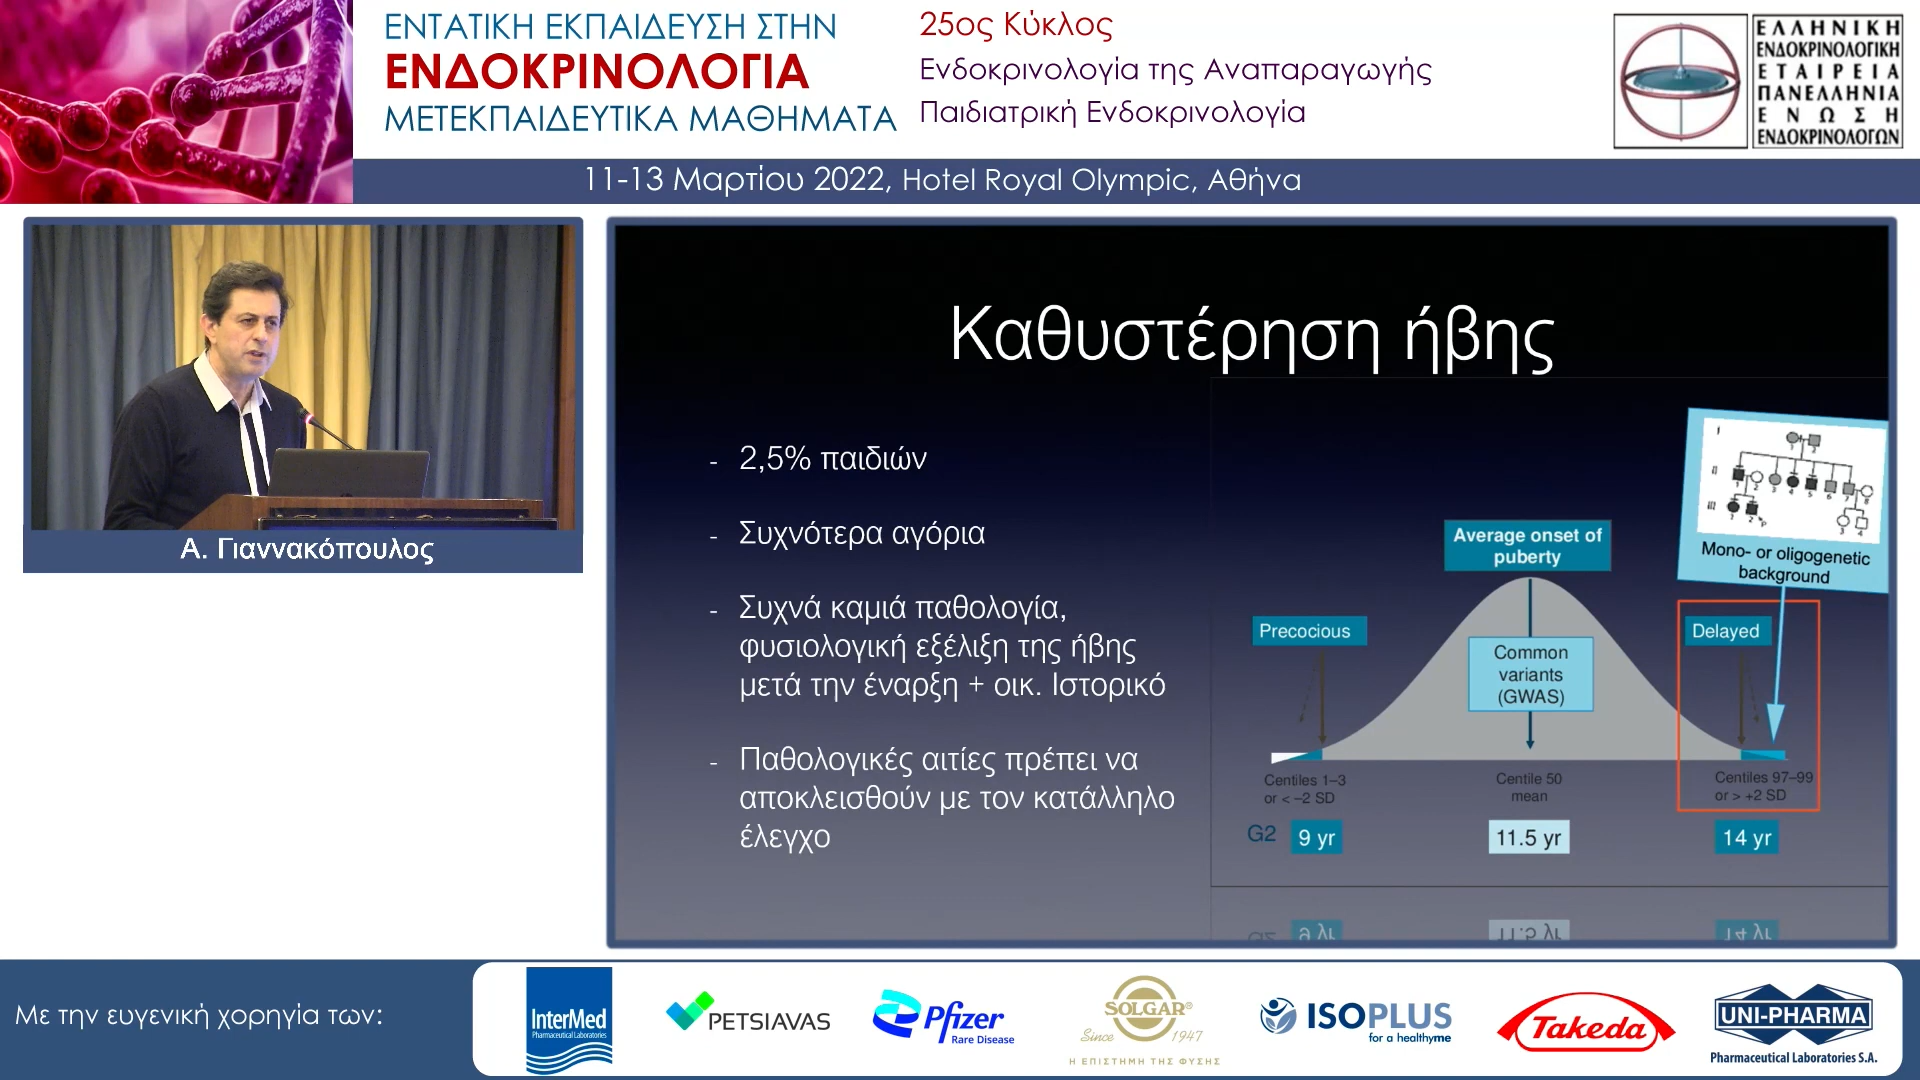 ΕΝΤΑΤΙΚΗ ΕΚΠΑΙΔΕΥΣΗ ΣΤΗΝ
ΕΝΔΟΚΡΙΝΟΛΟΓΙΑ
ΜΕΤΕΚΠΑΙΔΕΥΤΙΚΑ ΜΑΘΗΜΑΤΑ
25ος Κύκλος
Ενδοκρινολογία της Αναπαραγωγής
Παιδιατρική Ενδοκρινολογία
ΕΛΛΗΝΙΚΗ
ΕΝΔΟΚΡΙΝΟΛΟΓΙΚΗ
ΕΤΑΙΡΕΙΑ
ΠΑΝΕΛΛΗΝΙΑ
ΕΝΩΣΗ
ΕΝΔΟΚΡΙΝΟΛΟΓΩΝ
11-13 Μαρτίου 2022, Hotel Royal Olympic, Αθήνα
Α. Γιαννακόπουλος
Καθυστέρηση ήβης
- 2,5% παιδιών
- Συχνότερα αγόρια
- Συχνά καμιά παθολογία,
φυσιολογική εξέλιξη της ήβης
μετά την έναρξη + οικ. Ιστορικό
- Παθολογικές αιτίες πρέπει να
αποκλεισθούν με τον κατάλληλο
έλεγχο
Mono- or oligogenetic
background
Average onset of
puberty
Precocious
Delayed
Common
variants
(GWAS)
Centiles 1–3
or < –2 SD
Centile 50
mean
Centiles 97–99
or > +2 SD
G2 9 yr 11.5 yr 14 yr
Με την ευγενική χορηγία των:
InterMed
Pharmaceutical Laboratories
PETSIAVAS
Pfizer
Rare Disease
SOLGAR®
Since 1947
Η ΕΠΙΣΤΗΜΗ ΤΗΣ ΦΥΣΗΣ
ISOPLUS
for a healthyme
Takeda
UNI-PHARMA
Pharmaceutical Laboratories S.A.